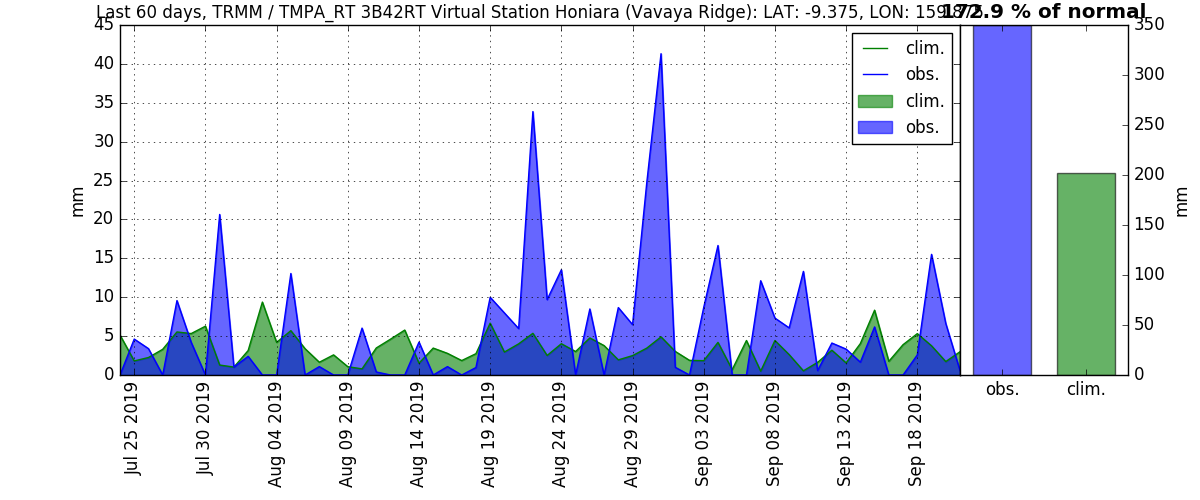 Last 60 days, TRMM / TMPA_RT 3B42RT Virtual Station Honiara (Vavaya Ridge): LAT: -9.375, LON:
172.9 % of normal
45
40
35
30
25
20
15
10
5
0
mm
clim.
obs.
clim.
obs.
Jul 25 2019
Jul 30 2019
Aug 04 2019
Aug 09 2019
Aug 14 2019
Aug 19 2019
Aug 24 2019
Aug 29 2019
Sep 03 2019
Sep 08 2019
Sep 13 2019
Sep 18 2019
350
300
250
200
150
100
50
0
mm
obs.
clim.